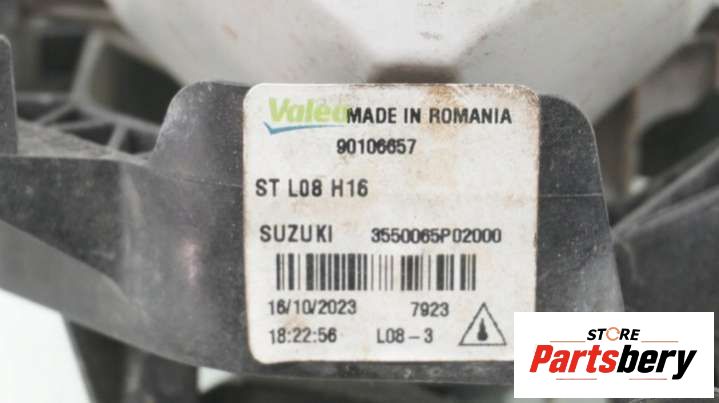 Valeo MADE IN ROMANIA
90106657
ST L08 H16
SUZUKI 3550065P02000
16/10/2023 7923
18:22:56 L08-3
STORE
Partsbery